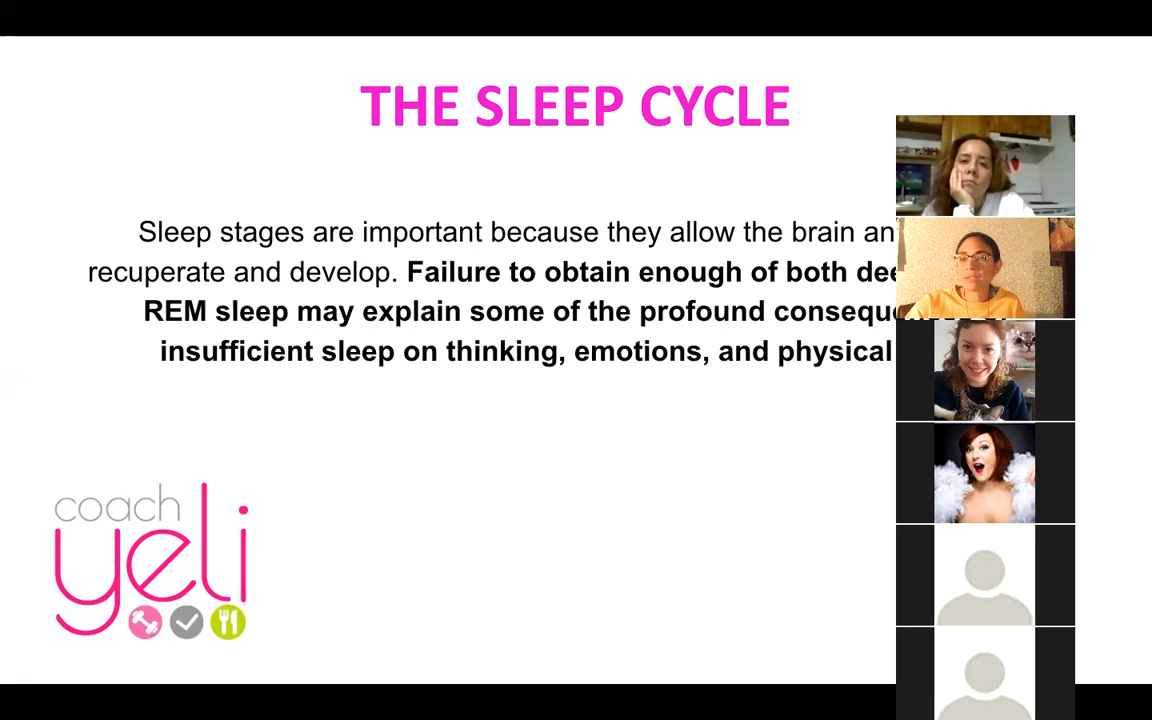 THE SLEEP CYCLE
Sleep stages are important because they allow the brain an
recuperate and develop. Failure to obtain enough of both
REM sleep may explain some of the profound
insufficient sleep on thinking, emotions, and physical
coach
yeli